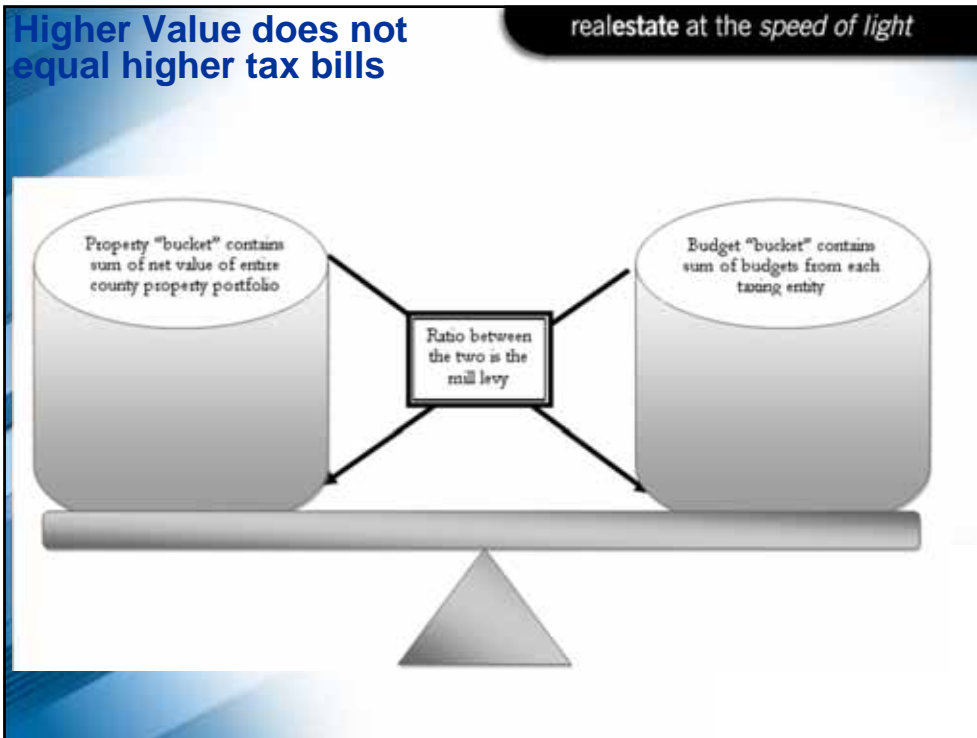 Higher Value does not
equal higher tax bills
realestate at the speed of light
Property "bucket" contains
sum of net value of entire
county property portfolio
Ratio between
the two is the
mill levy
Budget "bucket" contains
sum of budgets from each
taxing entity